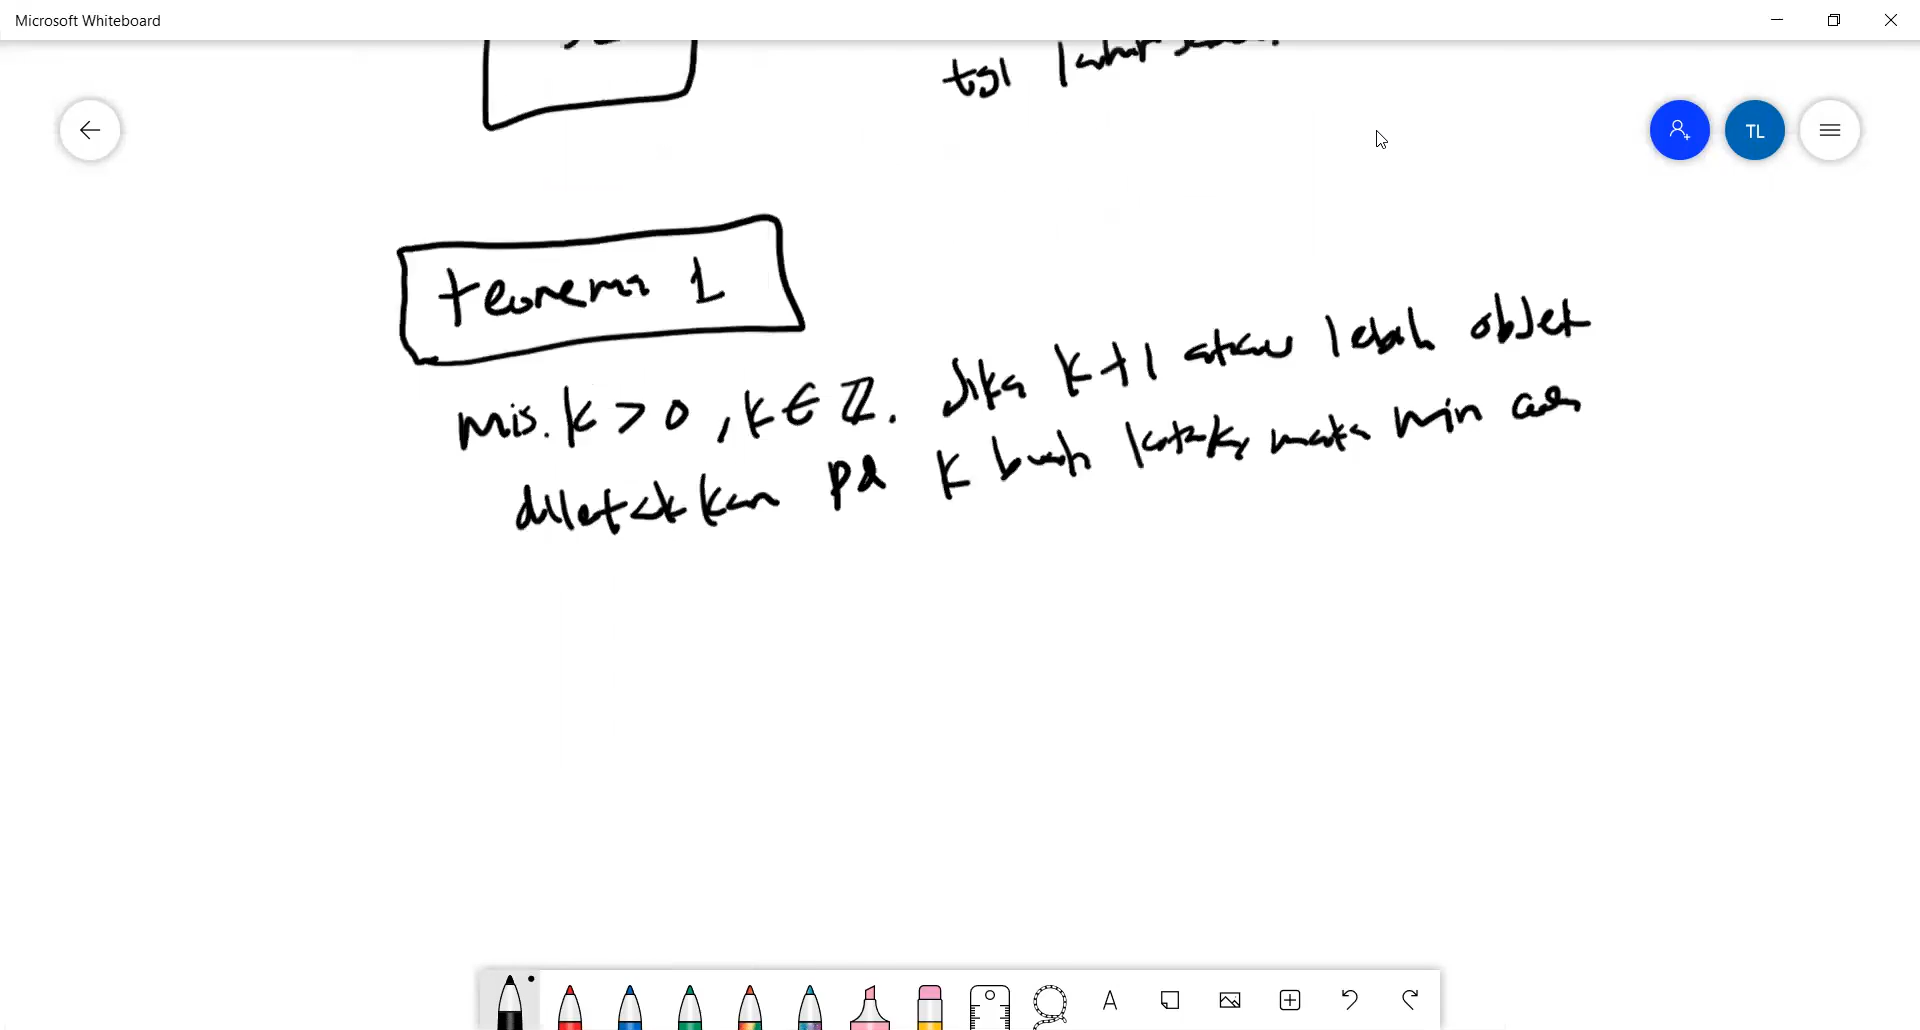 Microsoft Whiteboard
tgl
TL
teorema 1
mis. k > 0, k ∈ ℤ. Jika k+1 atau lebih objek
diletakkan pd k buah kotak, maka min ada
A